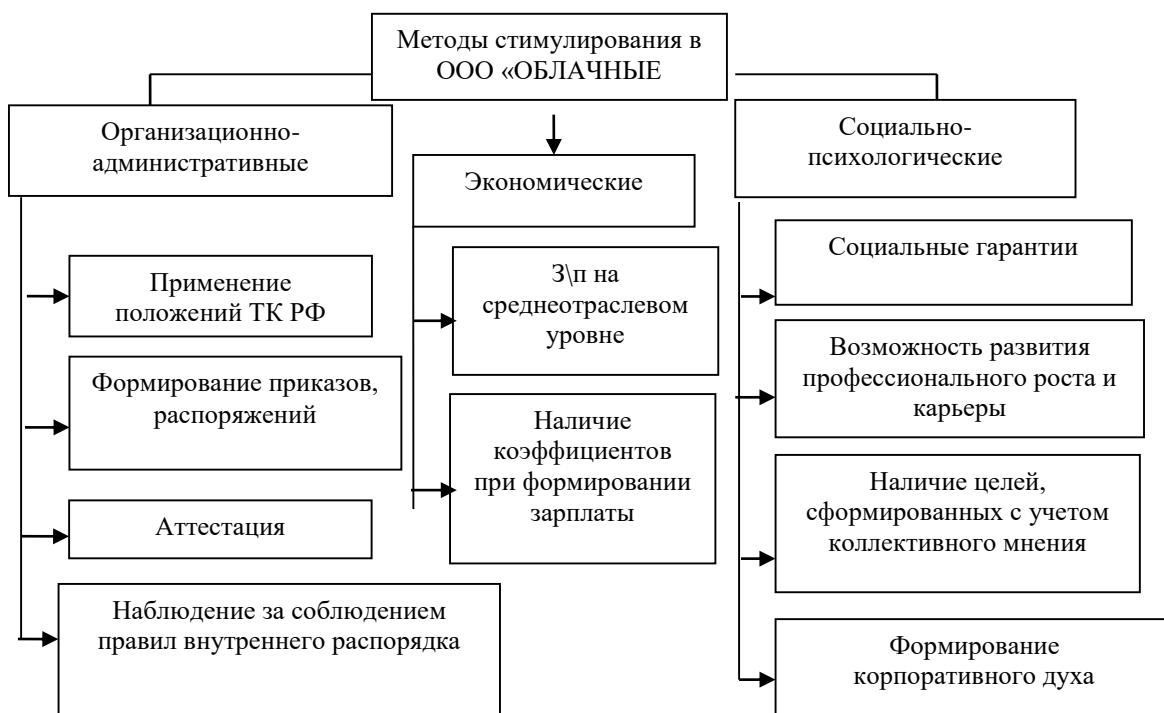 Методы стимулирования в
ООО «ОБЛАЧНЫЕ
Организационно-
административные
Экономические
Социально-
психологические
Применение
положений ТК РФ
Формирование приказов,
распоряжений
Аттестация
Наблюдение за соблюдением
правил внутреннего распорядка
З\п на
среднеотраслевом
уровне
Наличие
коэффициентов
при формировании
зарплаты
Социальные гарантии
Возможность развития
профессионального роста и
карьеры
Наличие целей,
сформированных с учетом
коллективного мнения
Формирование
корпоративного духа